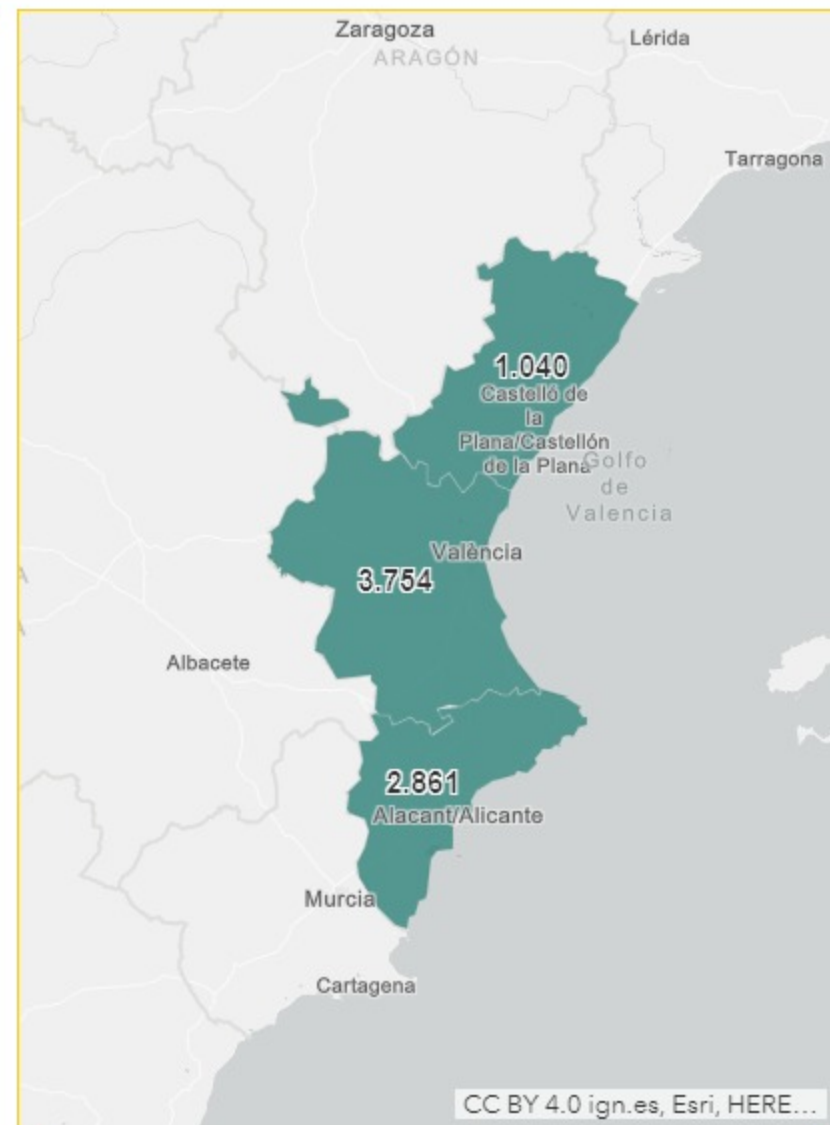 Zaragoza
ARAGÓN
Lérida
Tarragona
1.040
Castelló de
la
Plana/Castellón
de la Plana
Golfo
de
Valencia
València
3.754
Albacete
2.861
Alacant/Alicante
Murcia
Cartagena
CC BY 4.0 ign.es, Esri, HERE...